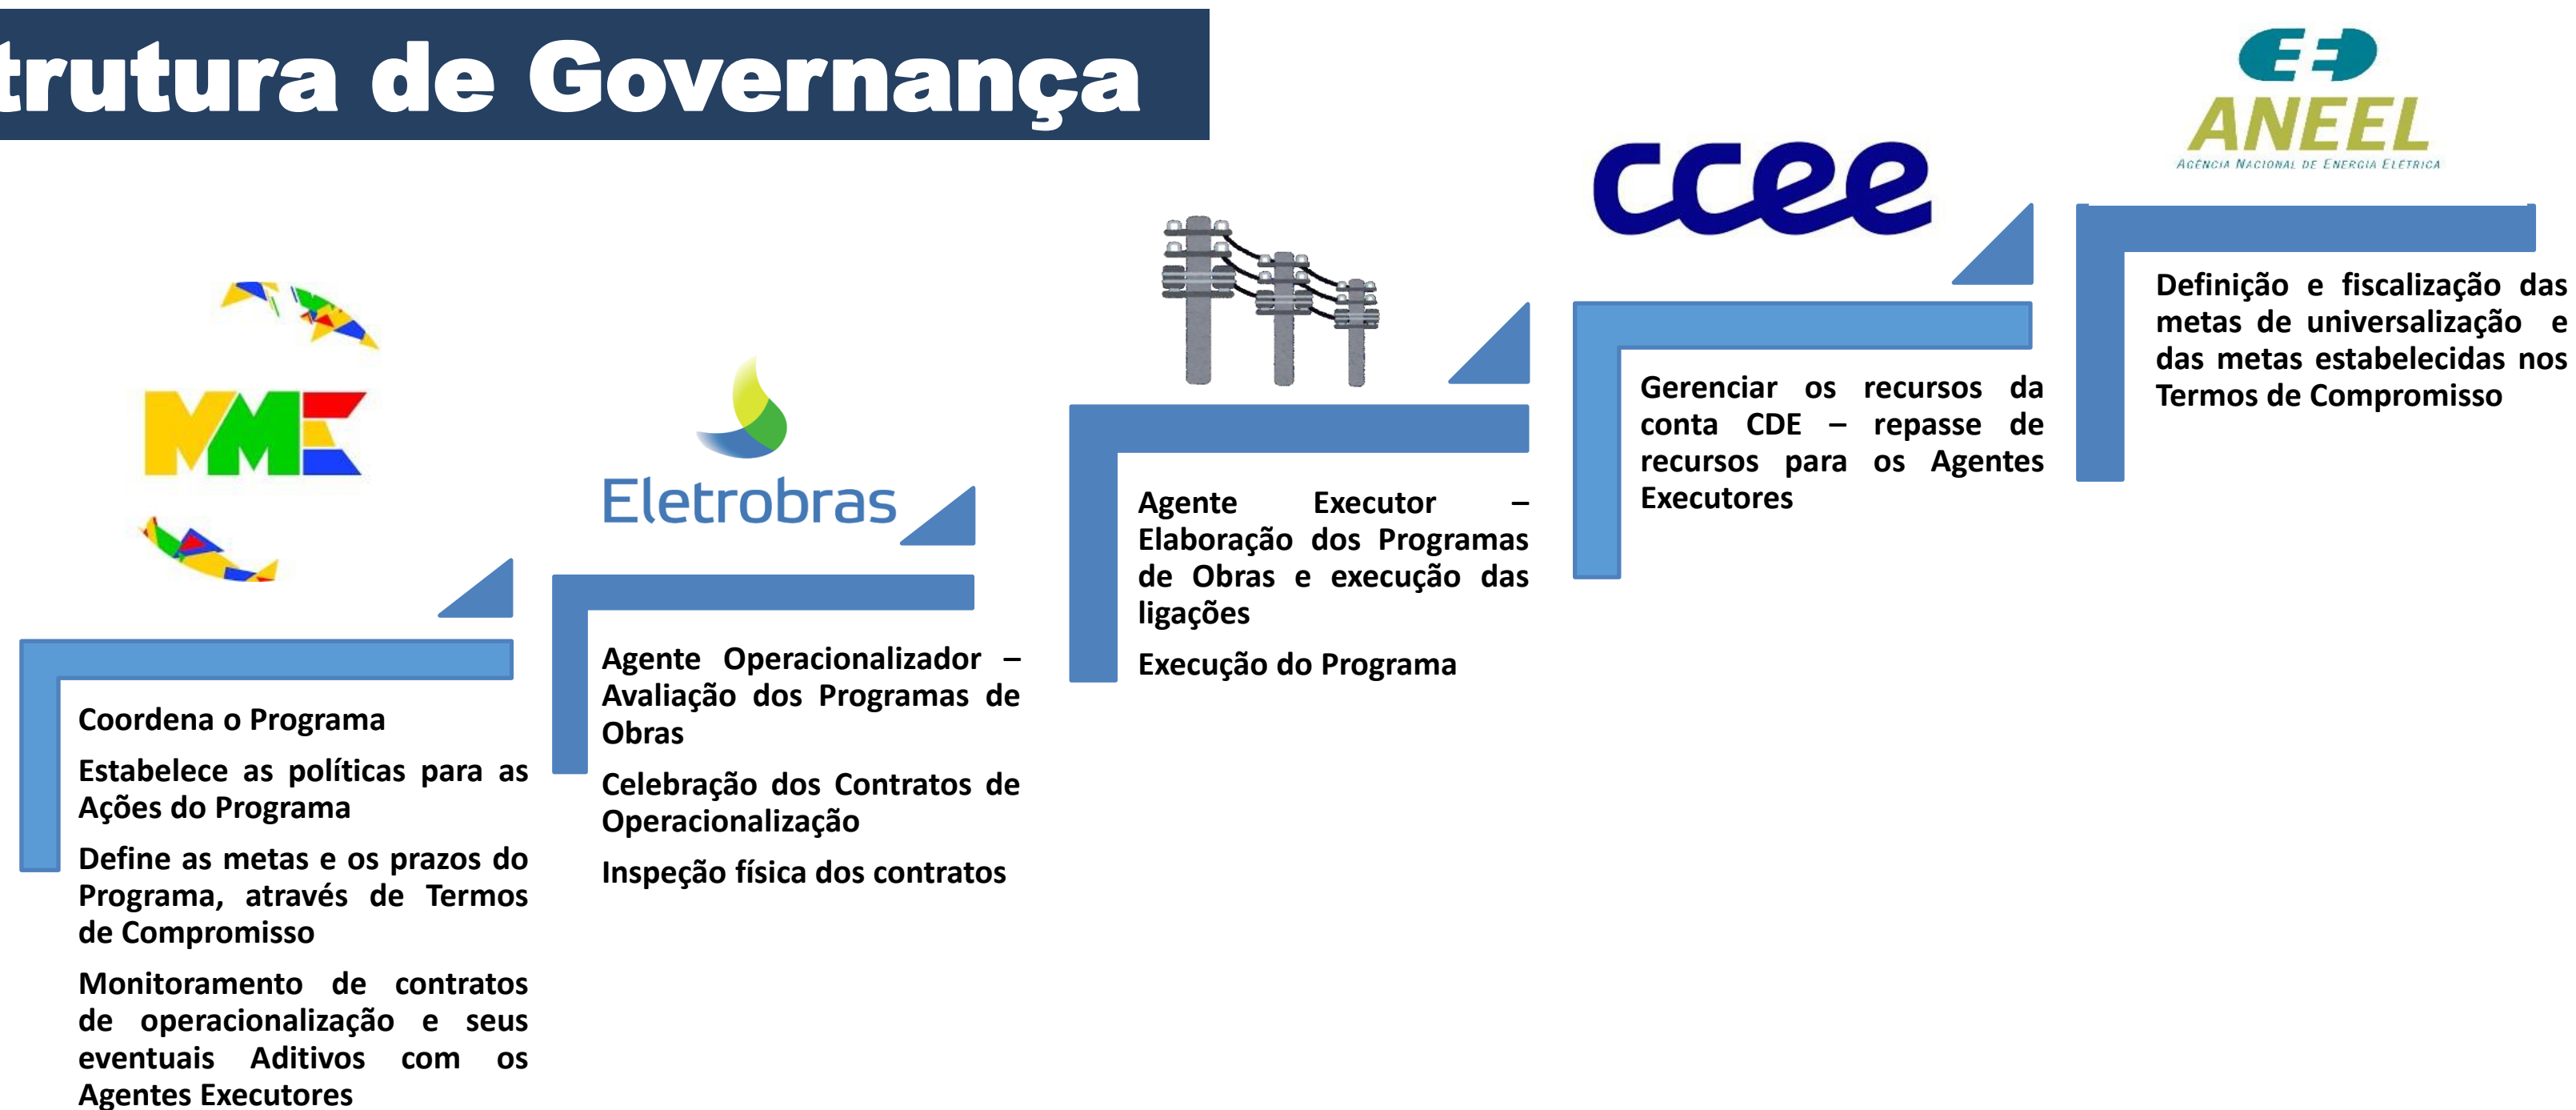 trutura de Governança
MME
Coordena o Programa
Estabelece as políticas para as
Ações do Programa
Define as metas e os prazos do
Programa, através de Termos
de Compromisso
Monitoramento de contratos
de operacionalização e seus
eventuais Aditivos com os
Agentes Executores
Eletrobras
Agente Operacionalizador –
Avaliação dos Programas de
Obras
Celebração dos Contratos de
Operacionalização
Inspeção física dos contratos
Agente Executor –
Elaboração dos Programas
de Obras e execução das
ligações
Execução do Programa
ccee
Gerenciar os recursos da
conta CDE – repasse de
recursos para os Agentes
Executores
ANEEL
AGÊNCIA NACIONAL DE ENERGIA ELÉTRICA
Definição e fiscalização das
metas de universalização e
das metas estabelecidas nos
Termos de Compromisso